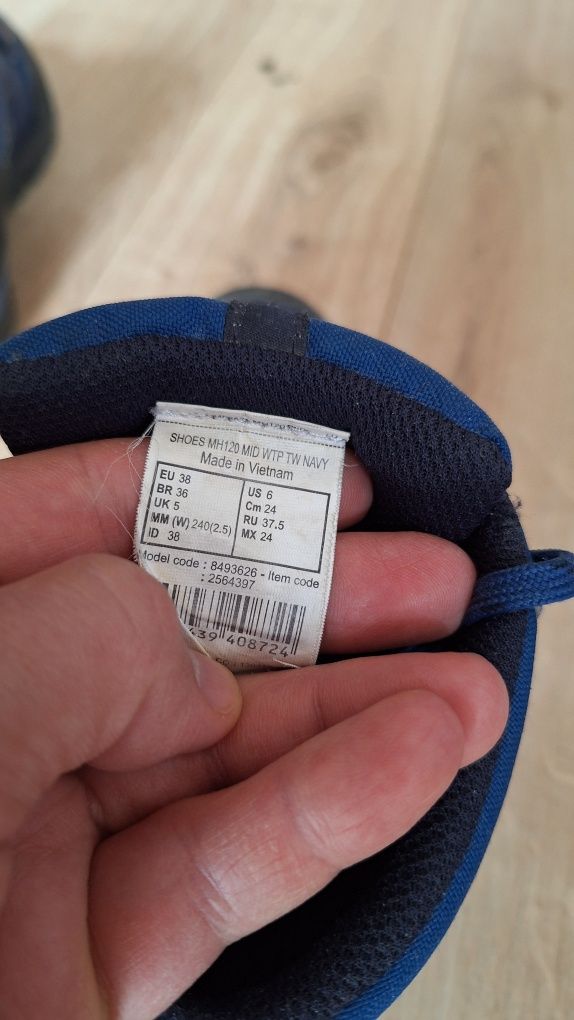 SHOES MH120 MID WTP TW NAVY
Made in Vietnam
EU 38
BR 36
UK 5
MM (W) 240(2.5)
ID 38
US 6
Cm 24
RU 37.5
MX 24
Model code : 8493626 - Item code
: 2564397
439 408724